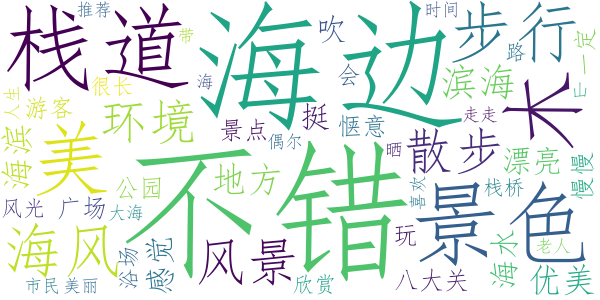 推荐
栈道
海边
吹
时间
步行
带
路
一定
很长
海
会
滨海
长
人生
游客
环境
景点
挺
惬意
走走
海滨
美
偶尔
散步
漂亮
慢慢
不错
晒
公园
地方
喜欢
栈桥
景色
风光
广场
大海
海风
浴场
感觉
风景
玩
海水
老人
市民
美丽
欣赏
八大关
优美